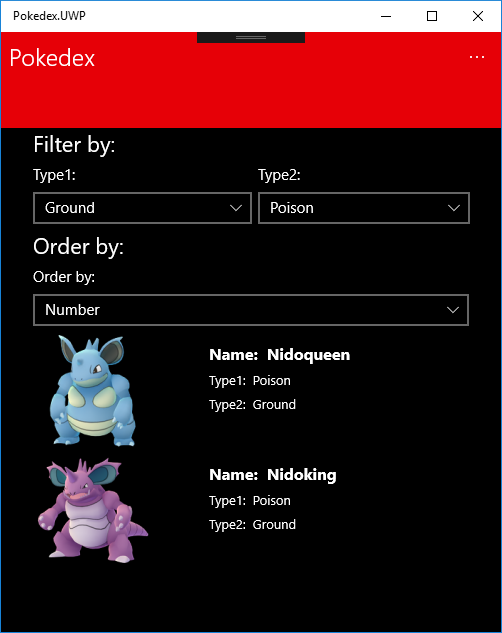 Pokedex.UWP
Pokedex
Filter by:
Type1: Type2:
Ground Poison
Order by:
Order by:
Number
Name: Nidoqueen
Type1: Poison
Type2: Ground
Name: Nidoking
Type1: Poison
Type2: Ground